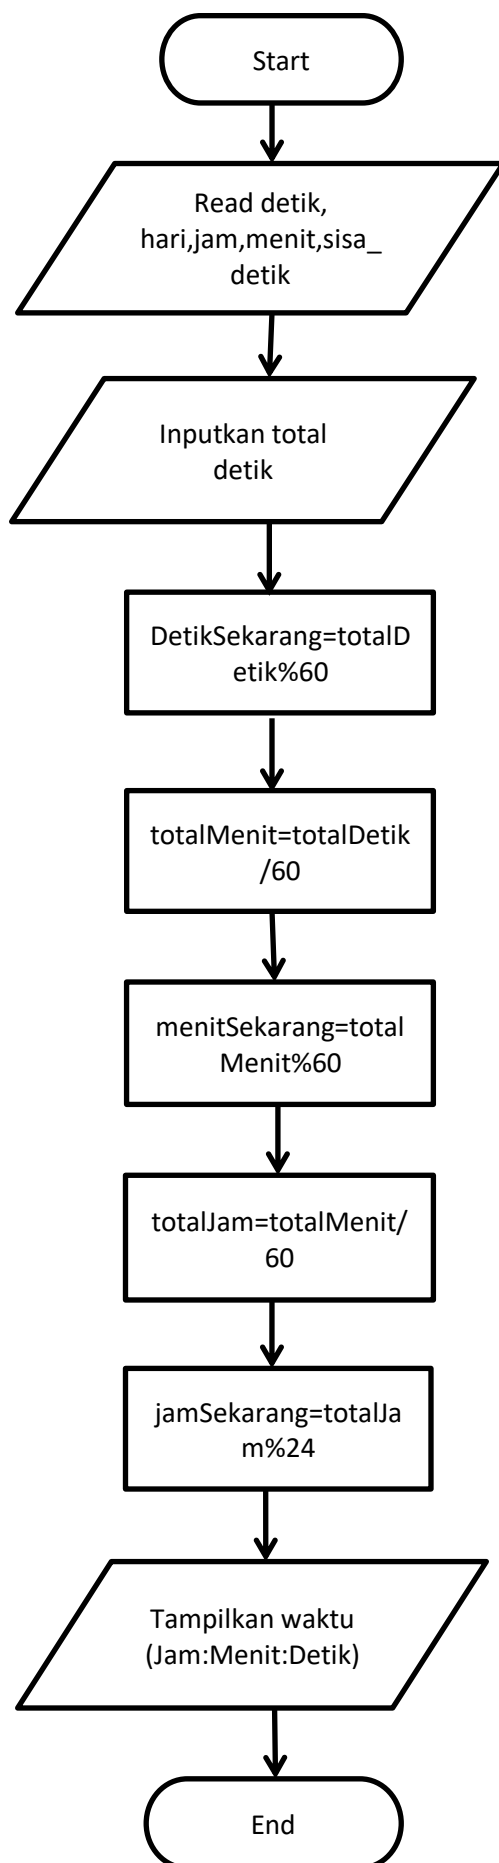 Start
Read detik,
hari,jam,menit,sisa_
detik
Inputkan total
detik
DetikSekarang=totalD
etik%60
totalMenit=totalDetik
/60
menitSekarang=total
Menit%60
totalJam=totalMenit/
60
jamSekarang=totalJa
m%24
Tampilkan waktu
(Jam:Menit:Detik)
End